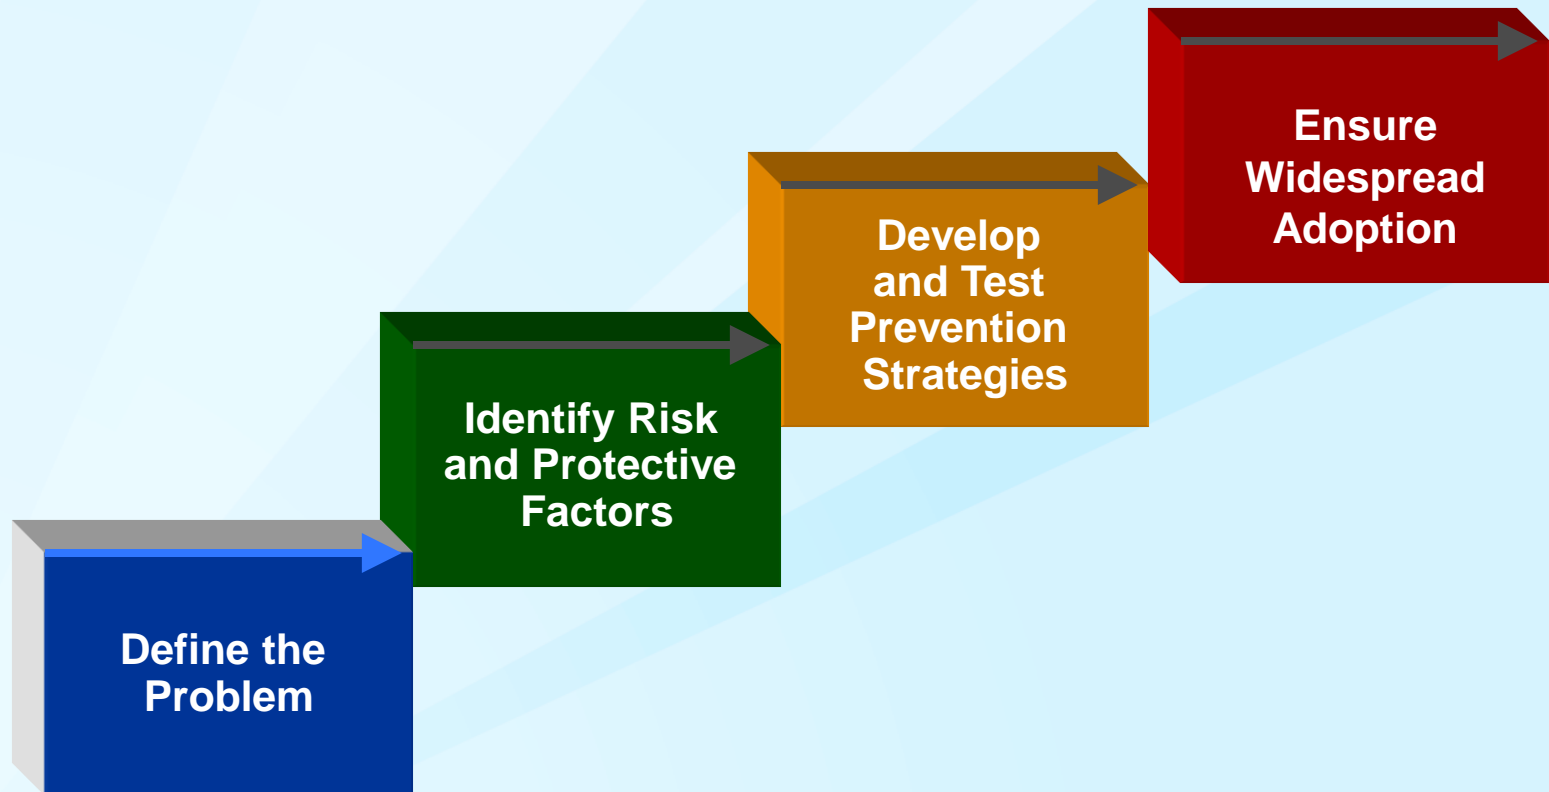 Define the
Problem
Identify Risk
and Protective
Factors
Develop
and Test
Prevention
Strategies
Ensure
Widespread
Adoption